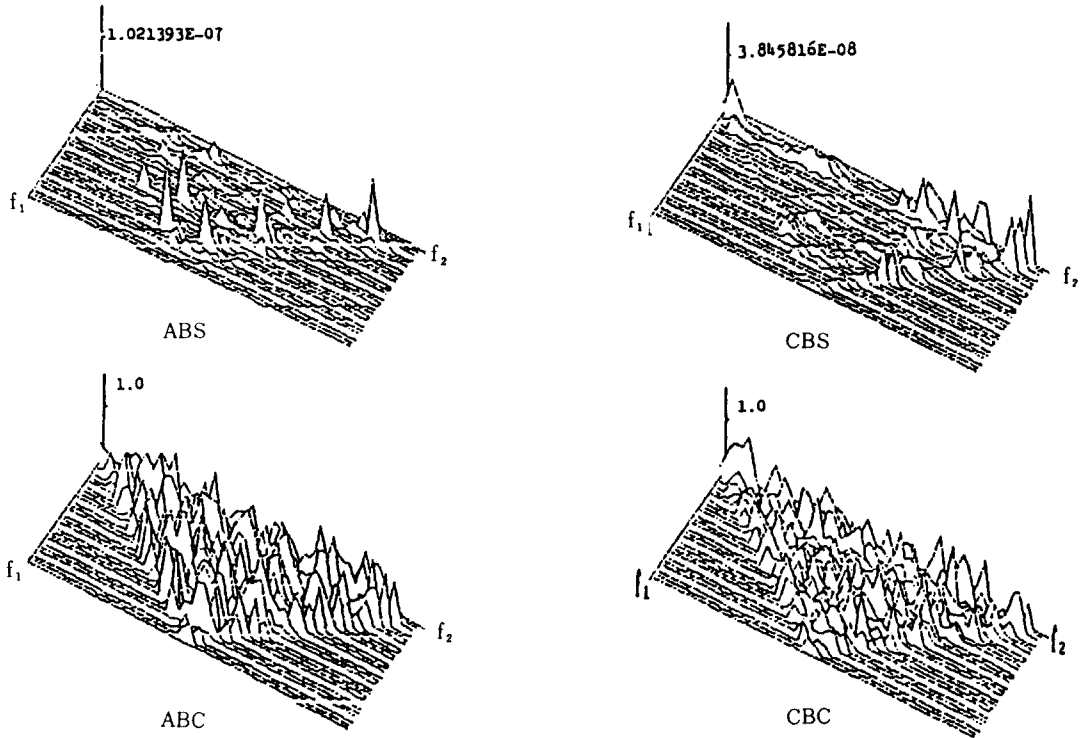 1.021393E-07
f₁
f₂
ABS
3.845816E-08
f₁
f₂
CBS
1.0
f₁
f₂
ABC
1.0
f₁
f₂
CBC